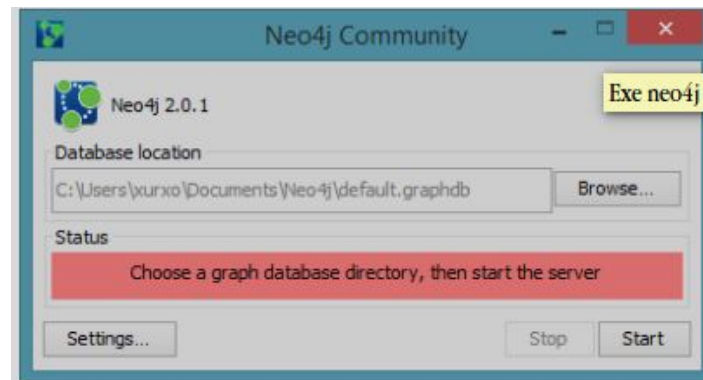 Neo4j Community
Exe neo4j
Neo4j 2.0.1
Database location
C:\Users\xurxo\Documents\Neo4j\default.graphdb
Browse...
Status
Choose a graph database directory, then start the server
Settings...
Stop
Start